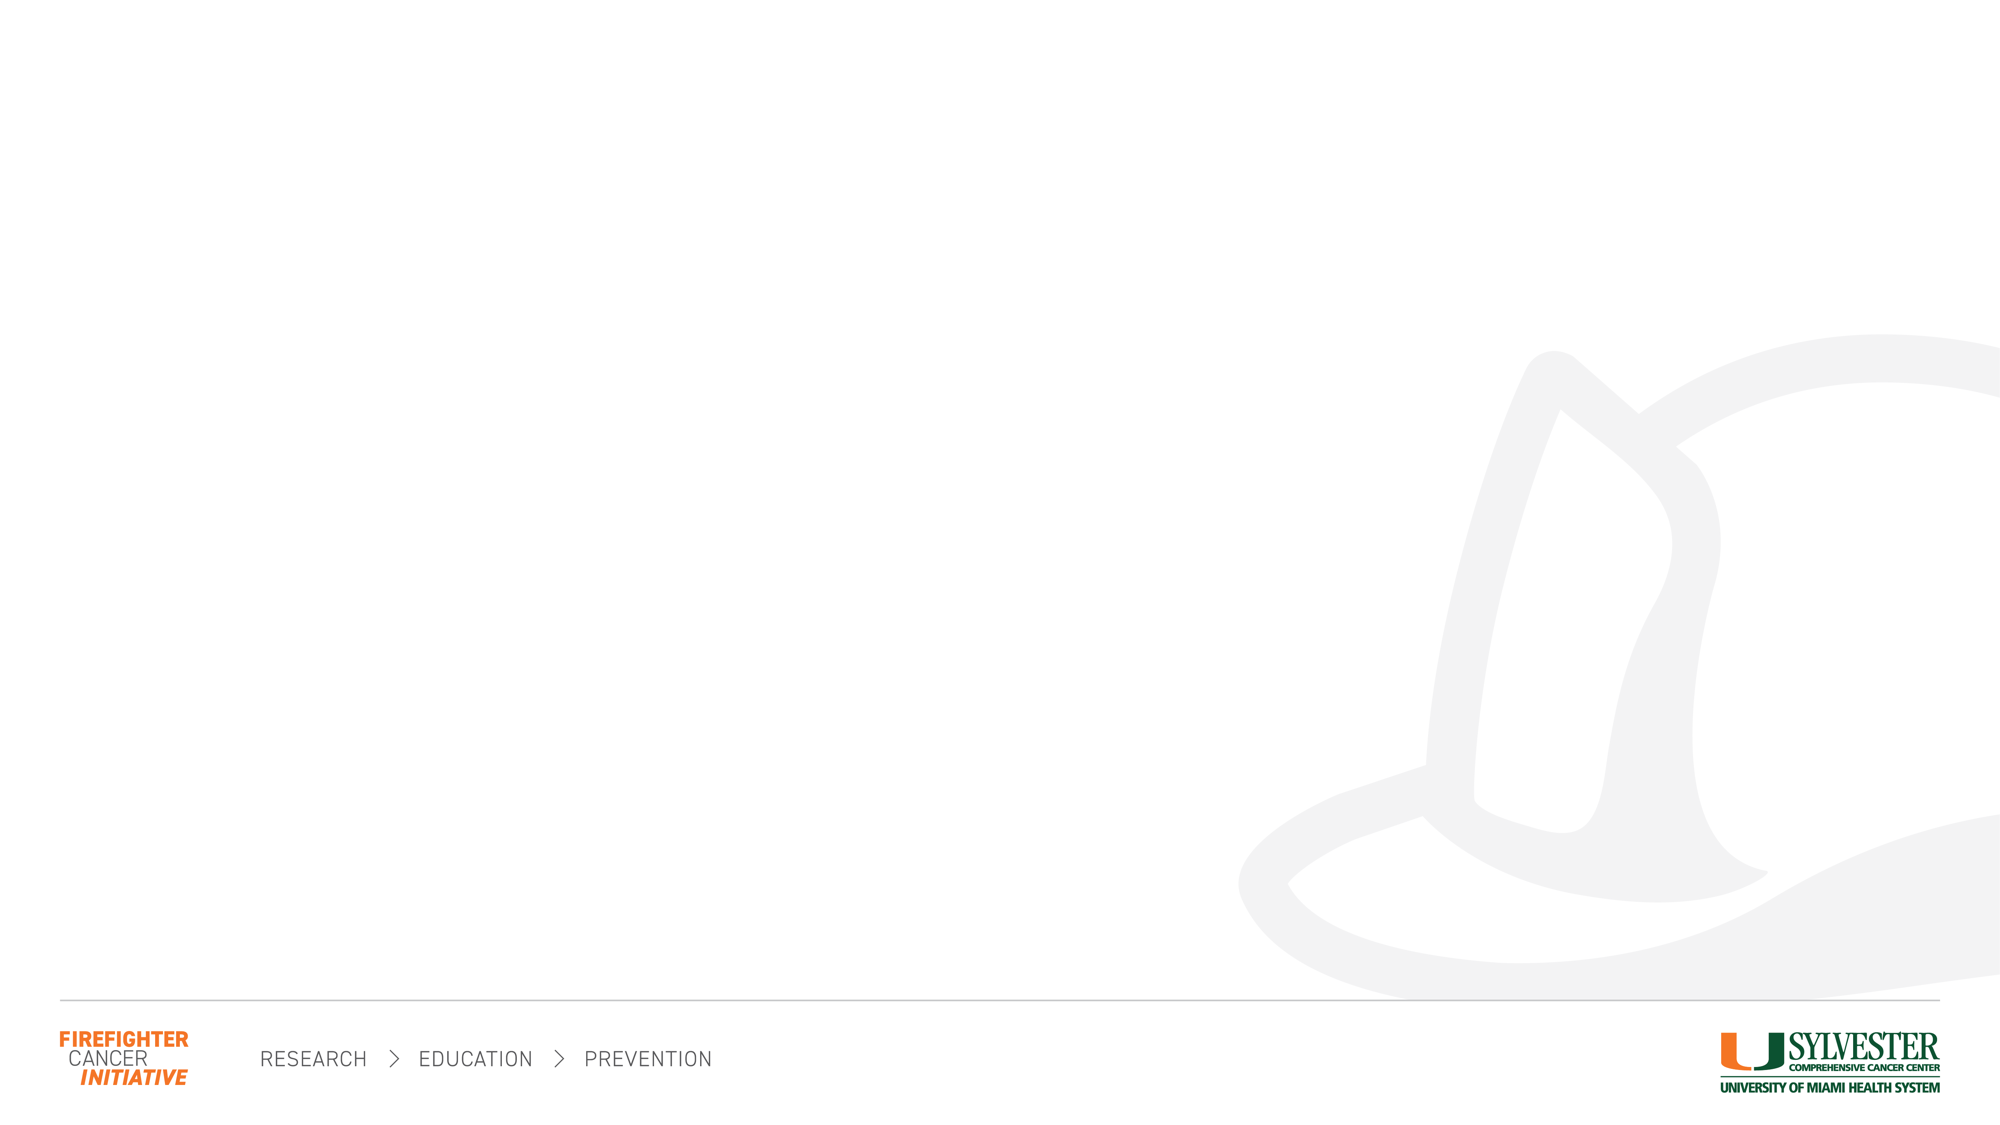 FIREFIGHTER
CANCER
INITIATIVE
RESEARCH > EDUCATION > PREVENTION
SYLVESTER
COMPREHENSIVE CANCER CENTER
UNIVERSITY OF MIAMI HEALTH SYSTEM